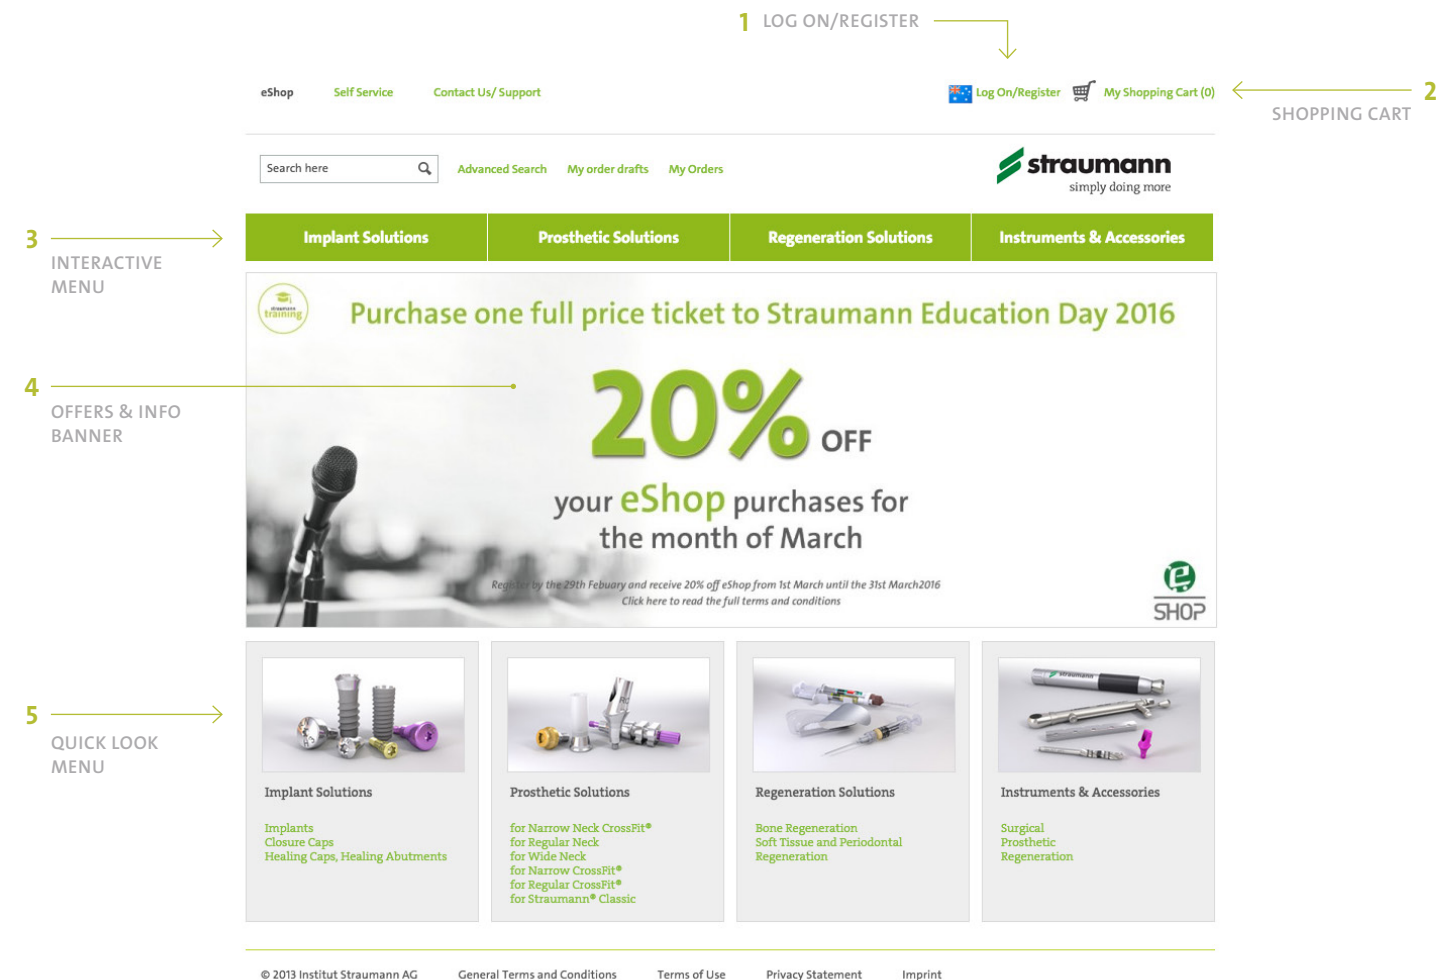 1 LOG ON/REGISTER
eShop Self Service Contact Us/ Support Log On/Register My Shopping Cart (0)
2
SHOPPING CART
Search here Advanced Search My order drafts My Orders
straumann
simply doing more
3
INTERACTIVE
MENU
Implant Solutions Prosthetic Solutions Regeneration Solutions Instruments & Accessories
straumann
training
Purchase one full price ticket to Straumann Education Day 2016
4
OFFERS & INFO
BANNER
20% OFF
your eShop purchases for
the month of March
Register by the 29th Febuary and receive 20% off eShop from 1st March until the 31st March2016
Click here to read the full terms and conditions
e
SHOP
5
QUICK LOOK
MENU
RC
straumann
Implant Solutions
Implants
Closure Caps
Healing Caps, Healing Abutments
Prosthetic Solutions
for Narrow Neck CrossFit®
for Regular Neck
for Wide Neck
for Narrow CrossFit®
for Regular CrossFit®
for Straumann® Classic
Regeneration Solutions
Bone Regeneration
Soft Tissue and Periodontal
Regeneration
Instruments & Accessories
Surgical
Prosthetic
Regeneration
© 2013 Institut Straumann AG General Terms and Conditions Terms of Use Privacy Statement Imprint